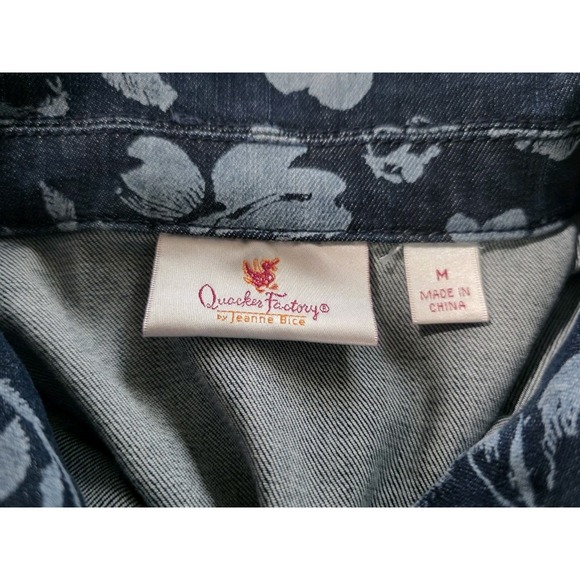 Quacker Factory®
by Jeanne Bice
M
MADE IN
CHINA